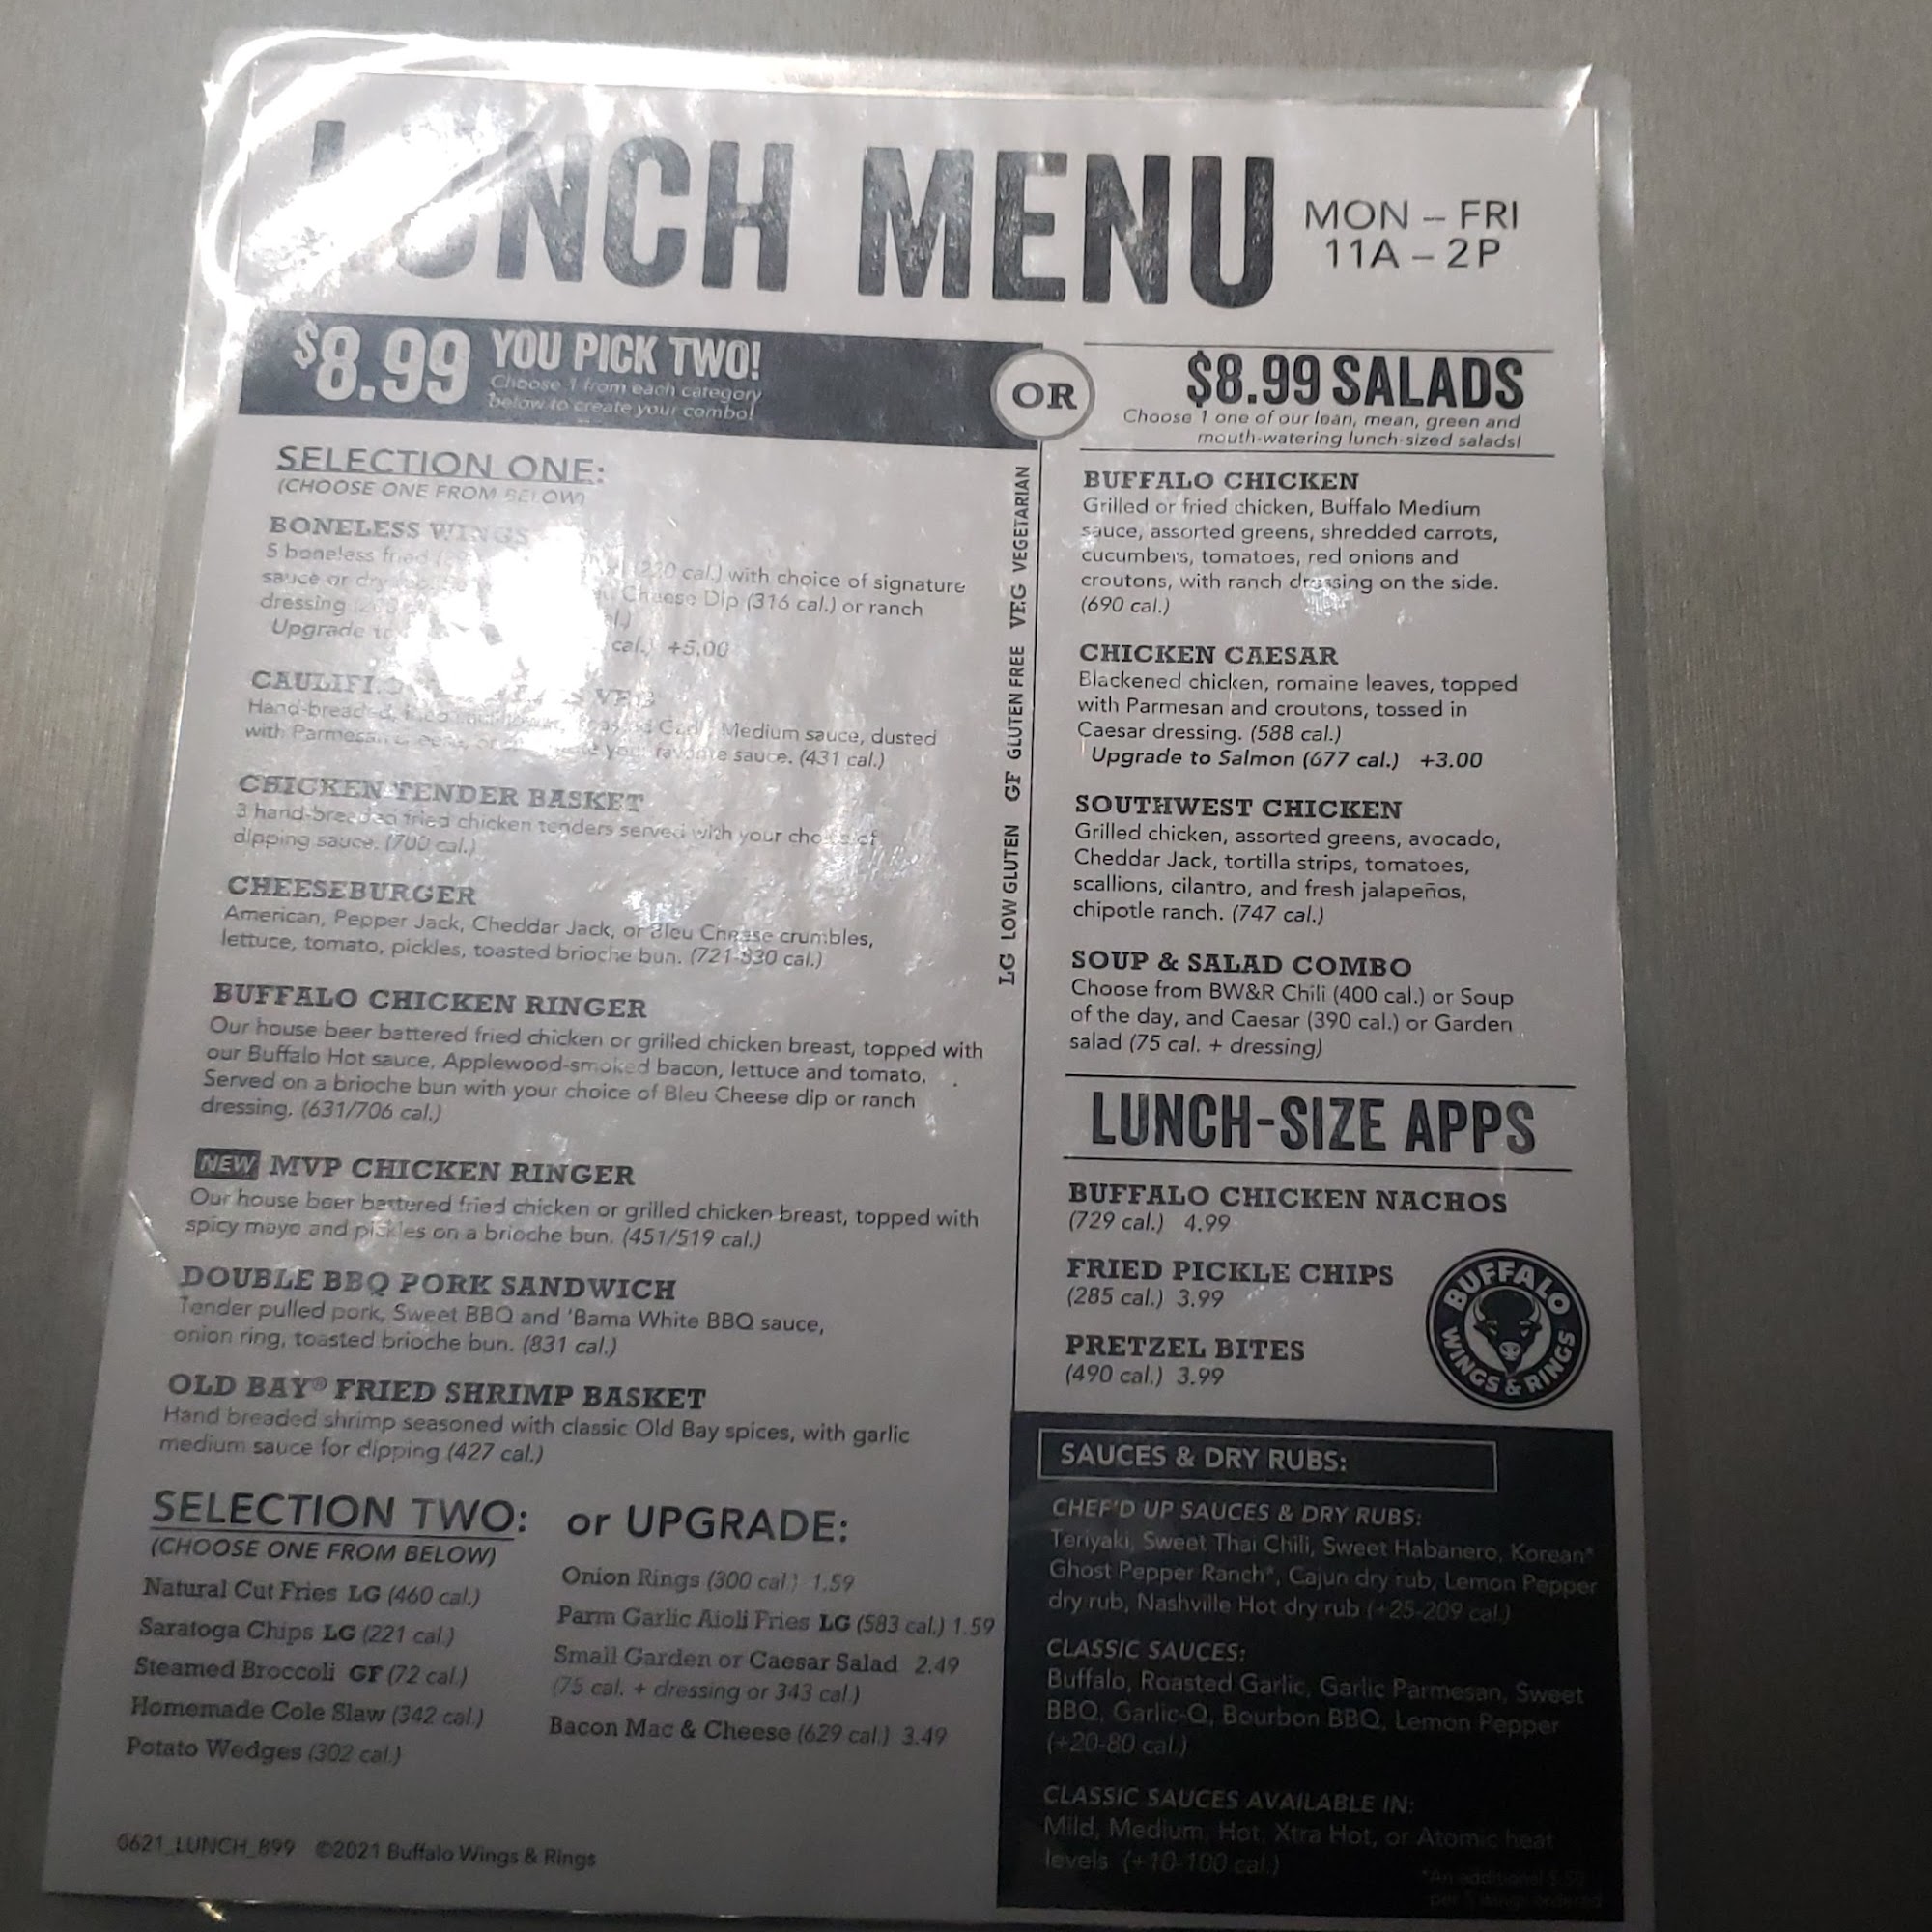 LUNCH MENU
MON – FRI
11A – 2P
$8.99 YOU PICK TWO!
Choose 1 from each category
below to create your combo!
OR
$8.99 SALADS
Choose 1 one of our lean, mean, green and
mouth-watering lunch-sized salads!
SELECTION ONE:
(CHOOSE ONE FROM BELOW)
BONELESS WINGS
5 boneless fried (220 cal.) with choice of signature
sauce or dry Cheese Dip (316 cal.) or ranch
dressing
Upgrade to cal.) +5.00
VEG
Hand-breaded, Medium sauce, dusted
with Parmesan your favorite sauce. (431 cal.)
CHICKEN TENDER BASKET
3 hand-breaded fried chicken tenders served with your choice of
dipping sauce. (700 cal.)
CHEESEBURGER
American, Pepper Jack, Cheddar Jack, or Bleu Cheese crumbles,
lettuce, tomato, pickles, toasted brioche bun. (721-830 cal.)
BUFFALO CHICKEN RINGER
Our house beer battered fried chicken or grilled chicken breast, topped with
our Buffalo Hot sauce, Applewood-smoked bacon, lettuce and tomato.
Served on a brioche bun with your choice of Bleu Cheese dip or ranch
dressing. (631/706 cal.)
NEW MVP CHICKEN RINGER
Our house beer battered fried chicken or grilled chicken breast, topped with
spicy mayo and pickles on a brioche bun. (451/519 cal.)
DOUBLE BBQ PORK SANDWICH
Tender pulled pork, Sweet BBQ and 'Bama White BBQ sauce,
onion ring, toasted brioche bun. (831 cal.)
OLD BAY® FRIED SHRIMP BASKET
Hand breaded shrimp seasoned with classic Old Bay spices, with garlic
medium sauce for dipping (427 cal.)
SELECTION TWO:
(CHOOSE ONE FROM BELOW)
Natural Cut Fries LG (460 cal.)
Saratoga Chips LG (221 cal.)
Steamed Broccoli GF (72 cal.)
Homemade Cole Slaw (342 cal.)
Potato Wedges (302 cal.)
or UPGRADE:
Onion Rings (300 cal.) 1.59
Parm Garlic Aioli Fries LG (583 cal.) 1.59
Small Garden or Caesar Salad 2.49
(75 cal. + dressing or 343 cal.)
Bacon Mac & Cheese (629 cal.) 3.49
0621_LUNCH_899 ©2021 Buffalo Wings & Rings
LG LOW GLUTEN GF GLUTEN FREE VEG VEGETARIAN
BUFFALO CHICKEN
Grilled or fried chicken, Buffalo Medium
sauce, assorted greens, shredded carrots,
cucumbers, tomatoes, red onions and
croutons, with ranch dressing on the side.
(690 cal.)
CHICKEN CAESAR
Blackened chicken, romaine leaves, topped
with Parmesan and croutons, tossed in
Caesar dressing. (588 cal.)
Upgrade to Salmon (677 cal.) +3.00
SOUTHWEST CHICKEN
Grilled chicken, assorted greens, avocado,
Cheddar Jack, tortilla strips, tomatoes,
scallions, cilantro, and fresh jalapeños,
chipotle ranch. (747 cal.)
SOUP & SALAD COMBO
Choose from BW&R Chili (400 cal.) or Soup
of the day, and Caesar (390 cal.) or Garden
salad (75 cal. + dressing)
LUNCH-SIZE APPS
BUFFALO CHICKEN NACHOS
(729 cal.) 4.99
FRIED PICKLE CHIPS
(285 cal.) 3.99
PRETZEL BITES
(490 cal.) 3.99
BUFFALO
WINGS & RINGS
SAUCES & DRY RUBS:
CHEF'D UP SAUCES & DRY RUBS:
Teriyaki, Sweet Thai Chili, Sweet Habanero, Korean*
Ghost Pepper Ranch*, Cajun dry rub, Lemon Pepper
dry rub, Nashville Hot dry rub (+25-209 cal.)
CLASSIC SAUCES:
Buffalo, Roasted Garlic, Garlic Parmesan, Sweet
BBQ, Garlic-Q, Bourbon BBQ, Lemon Pepper
(+20-80 cal.)
CLASSIC SAUCES AVAILABLE IN:
Mild, Medium, Hot, Xtra Hot, or Atomic heat
levels (+10-100 cal.)
*An additional
per wings ordered